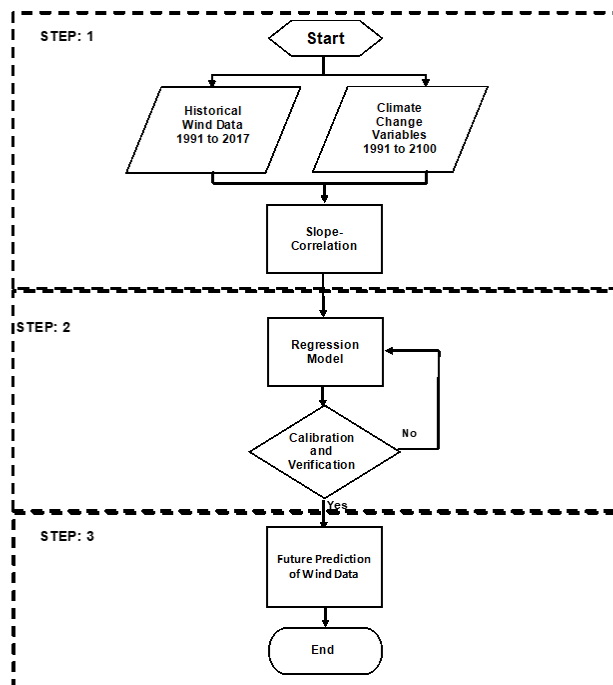 STEP: 1
Start
Historical
Wind Data
1991 to 2017
Climate
Change
Variables
1991 to 2100
Slope-
Correlation
STEP: 2
Regression
Model
Calibration
and
Verification
No
Yes
STEP: 3
Future Prediction
of Wind Data
End